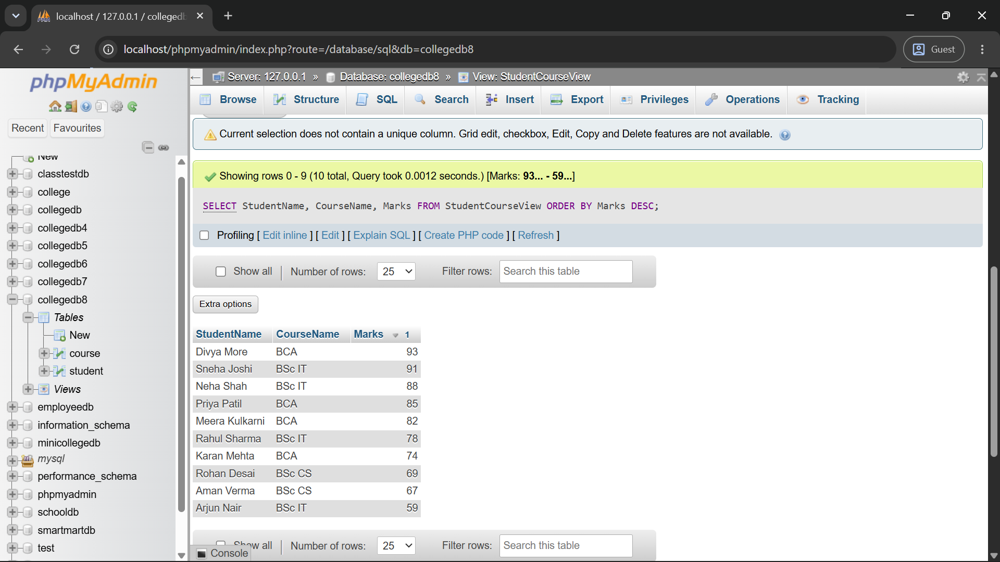 localhost / 127.0.0.1 / collegedb
localhost/phpmyadmin/index.php?route=/database/sql&db=collegedb8
Guest
phpMyAdmin
Recent
Favourites
New
classtestdb
college
collegedb
collegedb4
collegedb5
collegedb6
collegedb7
collegedb8
Tables
New
course
student
Views
employeedb
information_schema
minicollegedb
mysql
performance_schema
phpmyadmin
schooldb
smartmartdb
test
Server: 127.0.0.1 » Database: collegedb8 » View: StudentCourseView
Browse Structure SQL Search Insert Export Privileges Operations Tracking
Current selection does not contain a unique column. Grid edit, checkbox, Edit, Copy and Delete features are not available.
Showing rows 0 - 9 (10 total, Query took 0.0012 seconds.) [Marks: 93... - 59...]
SELECT StudentName, CourseName, Marks FROM StudentCourseView ORDER BY Marks DESC;
Profiling [ Edit inline ] [ Edit ] [ Explain SQL ] [ Create PHP code ] [ Refresh ]
Show all Number of rows: 25 Filter rows: Search this table
Extra options
StudentName CourseName Marks 1
Divya More BCA 93
Sneha Joshi BSc IT 91
Neha Shah BSc IT 88
Priya Patil BCA 85
Meera Kulkarni BCA 82
Rahul Sharma BSc IT 78
Karan Mehta BCA 74
Rohan Desai BSc CS 69
Aman Verma BSc CS 67
Arjun Nair BSc IT 59
Show all Number of rows: 25 Filter rows: Search this table
Console